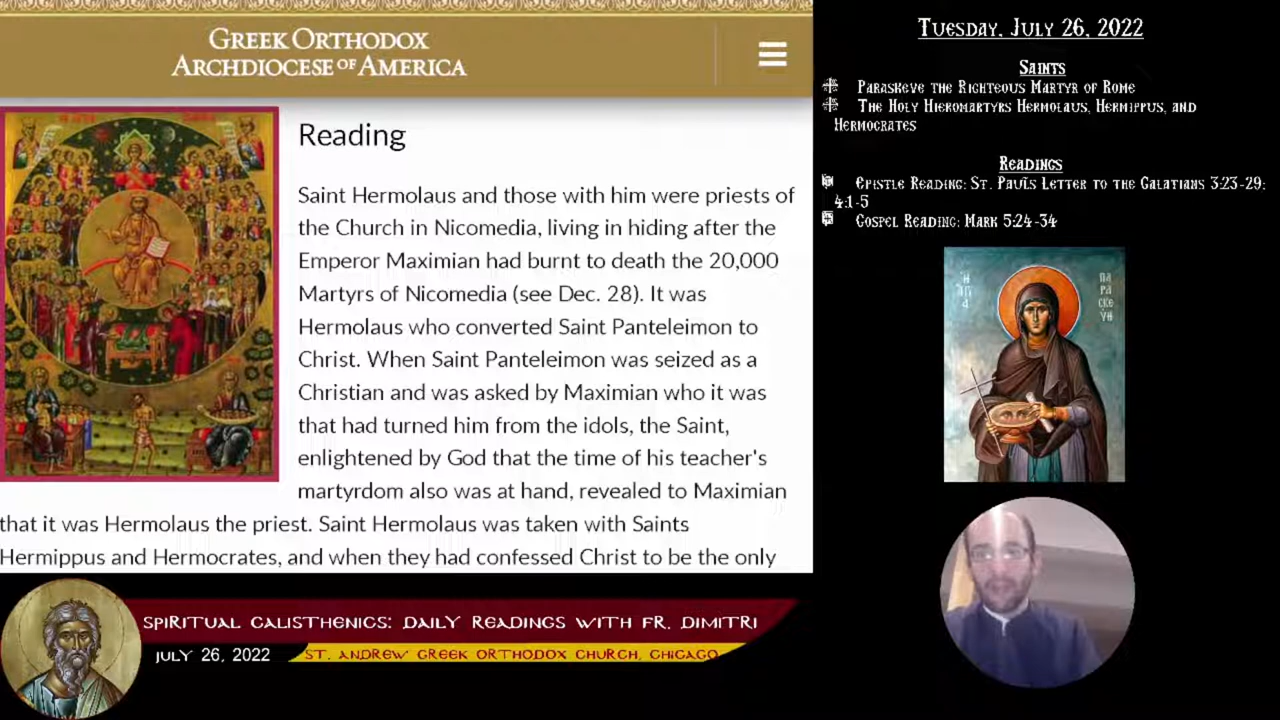 GREEK ORTHODOX
ARCHDIOCESE OF AMERICA
Reading
Saint Hermolaus and those with him were priests of
the Church in Nicomedia, living in hiding after the
Emperor Maximian had burnt to death the 20,000
Martyrs of Nicomedia (see Dec. 28). It was
Hermolaus who converted Saint Panteleimon to
Christ. When Saint Panteleimon was seized as a
Christian and was asked by Maximian who it was
that had turned him from the idols, the Saint,
enlightened by God that the time of his teacher's
martyrdom also was at hand, revealed to Maximian
that it was Hermolaus the priest. Saint Hermolaus was taken with Saints
Hermippus and Hermocrates, and when they had confessed Christ to be the only
SPIRITUAL CALISTHENICS: DAILY READINGS WITH FR. DIMITRI
JULY 26, 2022
ST. ANDREW GREEK ORTHODOX CHURCH, CHICAGO
Tuesday, July 26, 2022
Saints
Paraskeve the Righteous Martyr of Rome
The Holy Hieromartyrs Hermolaus, Hermippus, and
Hermocrates
Readings
Epistle Reading: St. Paul's Letter to the Galatians 3:23-29;
4:1-5
Gospel Reading: Mark 5:24-34
ΠΑ
ΡΑ
ΣΚΕ
ΥΗ